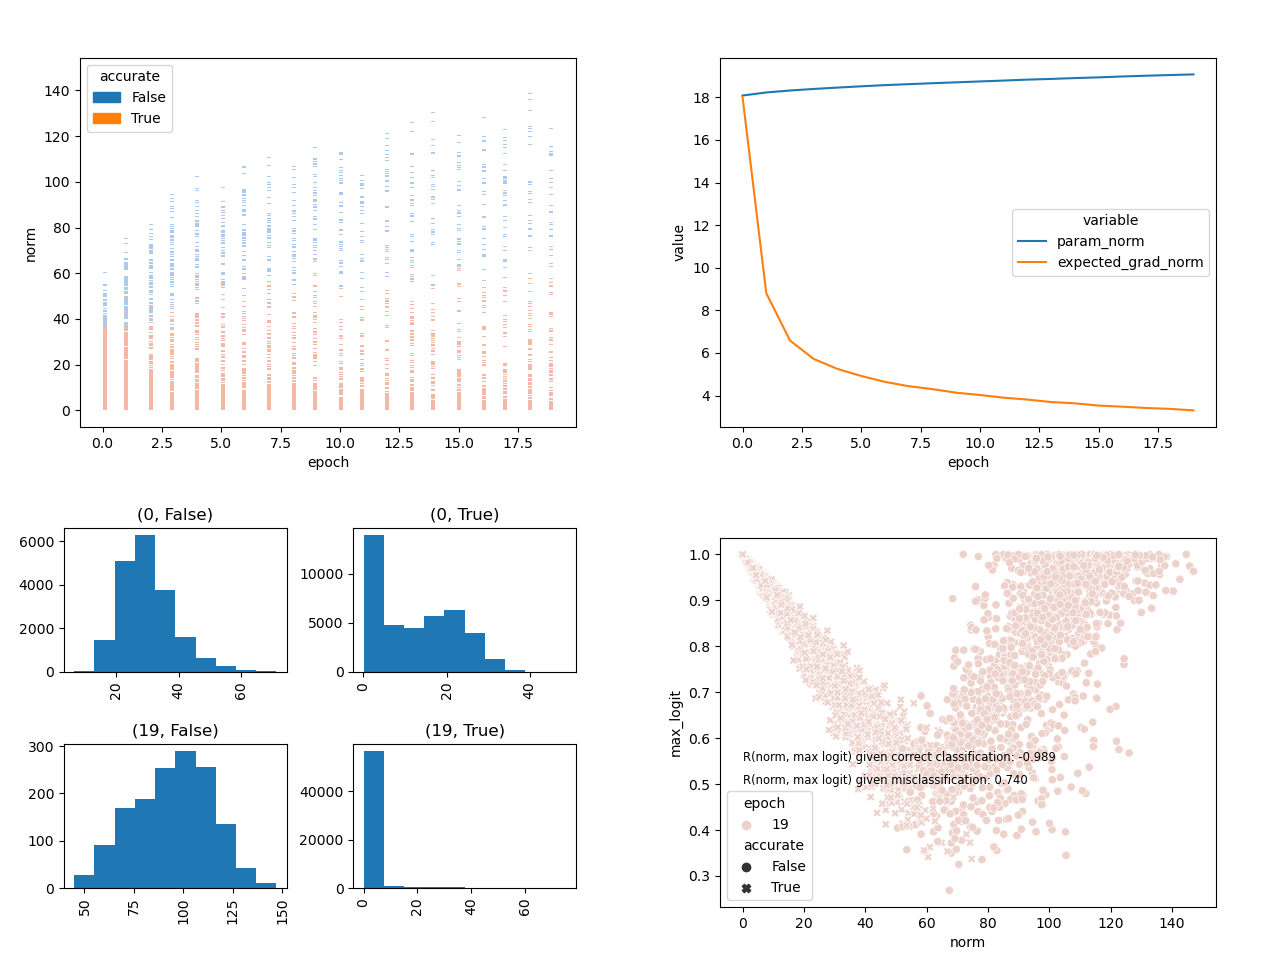 accurate
False
True
norm
140
120
100
80
60
40
20
0
0.0 2.5 5.0 7.5 10.0 12.5 15.0 17.5
epoch
value
18
16
14
12
10
8
6
4
variable
param_norm
expected_grad_norm
0.0 2.5 5.0 7.5 10.0 12.5 15.0 17.5
epoch
(0, False)
6000
4000
2000
0
20 40 60
(0, True)
10000
5000
0
0 20 40
(19, False)
300
200
100
0
50 75 100 125 150
(19, True)
40000
20000
0
0 20 40 60
max_logit
1.0
0.9
0.8
0.7
0.6
0.5
0.4
0.3
R(norm, max logit) given correct classification: -0.989
R(norm, max logit) given misclassification: 0.740
epoch
19
accurate
False
True
0 20 40 60 80 100 120 140
norm